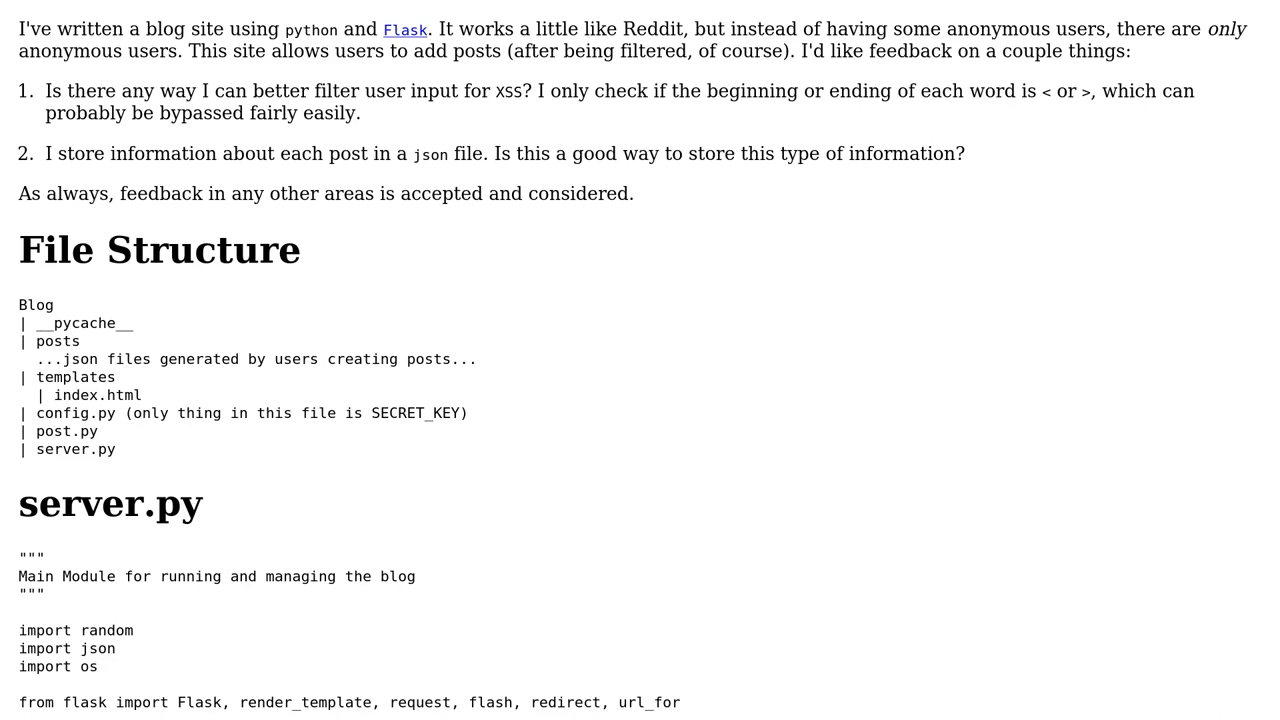 I've written a blog site using python and Flask. It works a little like Reddit, but instead of having some anonymous users, there are only
anonymous users. This site allows users to add posts (after being filtered, of course). I'd like feedback on a couple things:
1. Is there any way I can better filter user input for XSS? I only check if the beginning or ending of each word is < or >, which can
probably be bypassed fairly easily.
2. I store information about each post in a json file. Is this a good way to store this type of information?
As always, feedback in any other areas is accepted and considered.
File Structure
Blog
| __pycache__
| posts
  ...json files generated by users creating posts...
| templates
  | index.html
| config.py (only thing in this file is SECRET_KEY)
| post.py
| server.py
server.py
"""
Main Module for running and managing the blog
"""
import random
import json
import os
from flask import Flask, render_template, request, flash, redirect, url_for